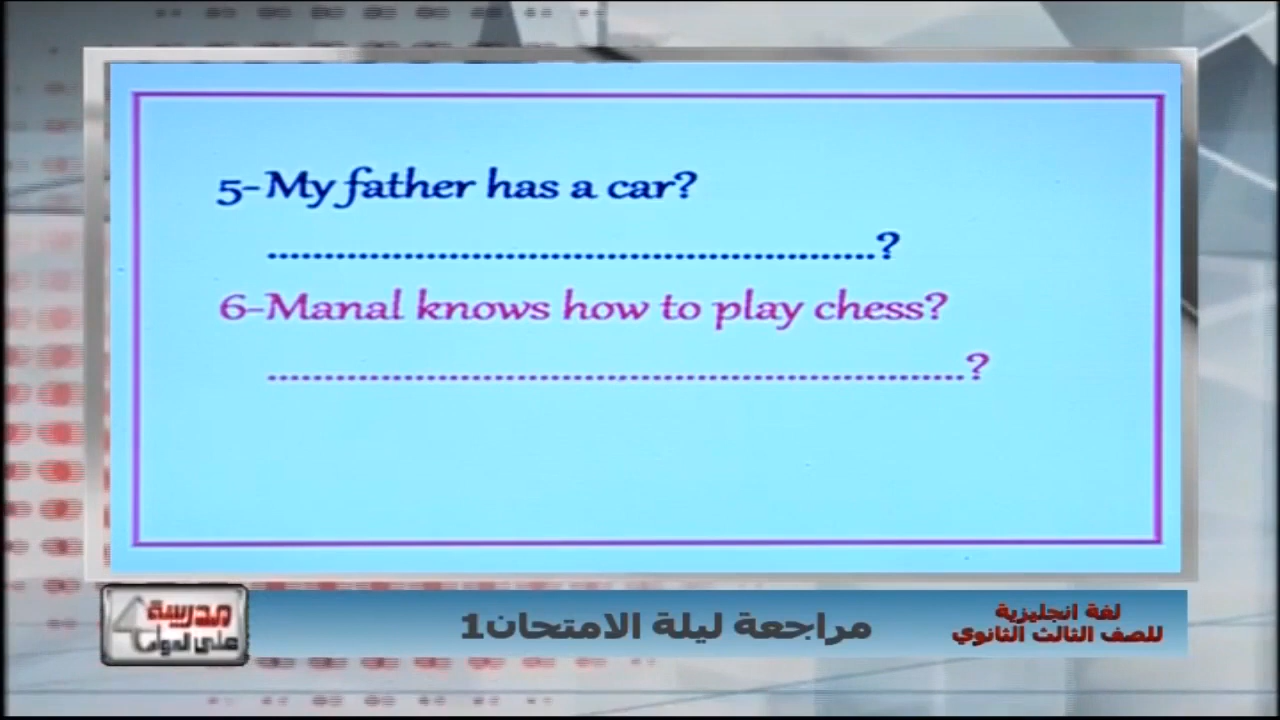 5-My father has a car?
.....................................................?
6-Manal knows how to play chess?
.............................................................?
لغة انجليزية
للصف الثالث الثانوي
مراجعة ليلة الامتحان1
مدرسة
على الهواء
4